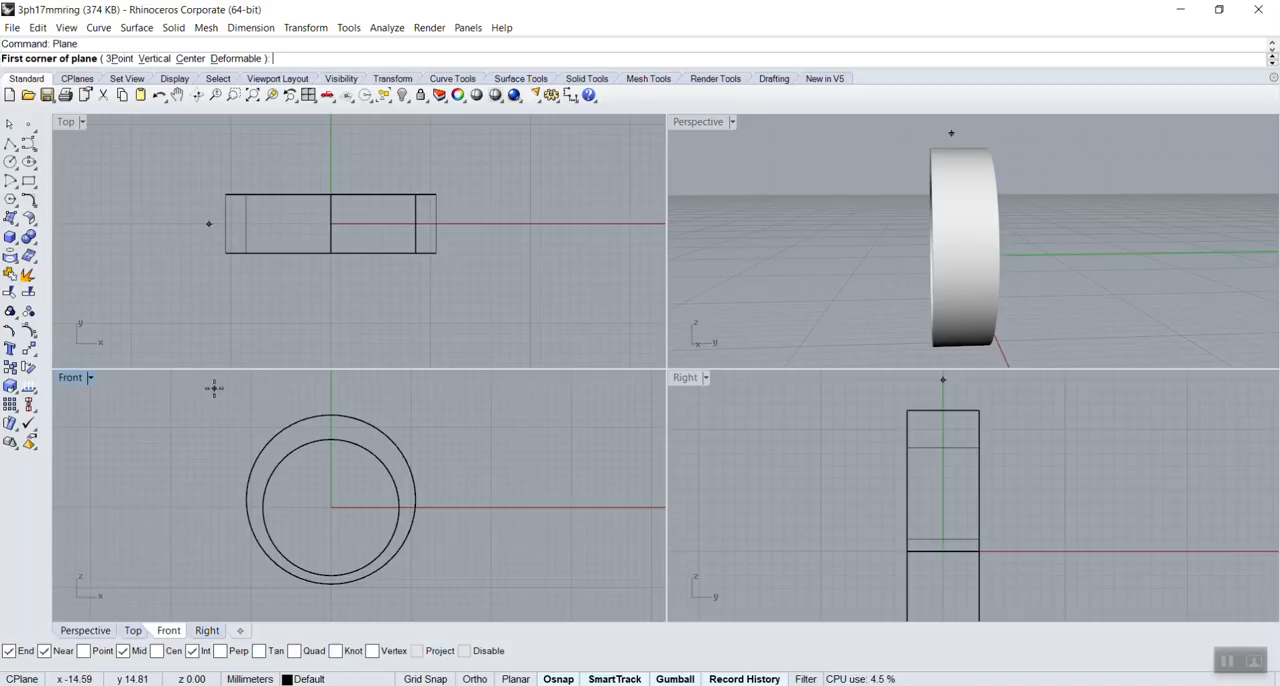 3ph17mmring (374 KB) - Rhinoceros Corporate (64-bit)
File Edit View Curve Surface Solid Mesh Dimension Transform Tools Analyze Render Panels Help
Command: Plane
First corner of plane ( 3Point Vertical Center Deformable ):
Standard CPlanes Set View Display Select Viewport Layout Visibility Transform Curve Tools Surface Tools Solid Tools Mesh Tools Render Tools Drafting New in V5
Top
Perspective
y
x
z
x y
Front
Right
z
x
z
y
Perspective Top Front Right
End Near Point Mid Cen Int Perp Tan Quad Knot Vertex Project Disable
CPlane x -14.59 y 14.81 z 0.00 Millimeters Default Grid Snap Ortho Planar Osnap SmartTrack Gumball Record History Filter CPU use: 4.5 %